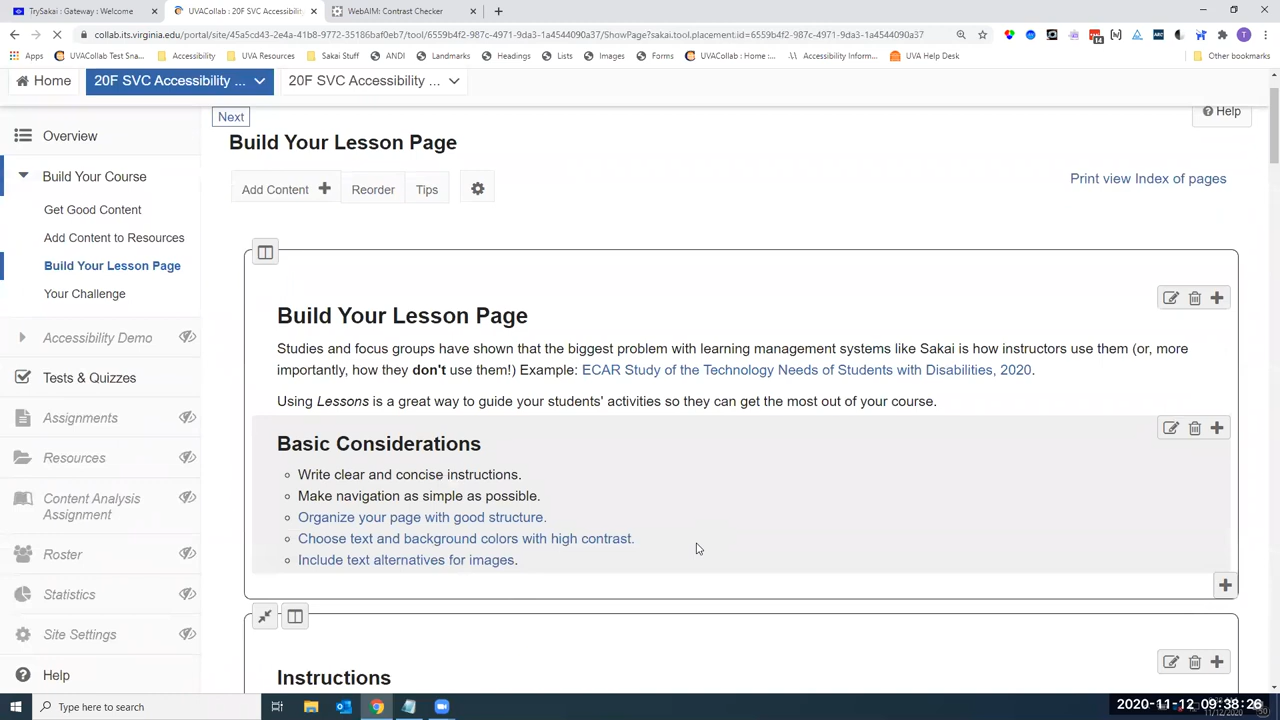 TrySakai : Gateway : Welcome
UVACollab : 20F SVC Accessibility
WebAIM: Contrast Checker
collab.its.virginia.edu/portal/site/45a5cd43-2e4a-41b8-9772-35186baf0ec7/tool/6559b4f2-987c-4517-9da3-1a4544090a37/ShowPage?sakai.tool.placement.id=6559b4f2-987c-4517-9da3-1a4544090a37
Apps
UVACollab Test Sna...
Accessibility
UVA Resources
Sakai Stuff
ANDI
Landmarks
Headings
Lists
Images
Forms
UVACollab : Home :...
Accessibility Inform...
UVA Help Desk
Other bookmarks
Home
20F SVC Accessibility ...
20F SVC Accessibility ...
Next
Help
Overview
Build Your Course
Get Good Content
Add Content to Resources
Build Your Lesson Page
Your Challenge
Accessibility Demo
Tests & Quizzes
Assignments
Resources
Content Analysis
Assignment
Roster
Statistics
Site Settings
Help
Build Your Lesson Page
Add Content
Reorder
Tips
Print view Index of pages
Build Your Lesson Page
Studies and focus groups have shown that the biggest problem with learning management systems like Sakai is how instructors use them (or, more
importantly, how they don't use them!) Example: ECAR Study of the Technology Needs of Students with Disabilities, 2020.
Using Lessons is a great way to guide your students' activities so they can get the most out of your course.
Basic Considerations
Write clear and concise instructions.
Make navigation as simple as possible.
Organize your page with good structure.
Choose text and background colors with high contrast.
Include text alternatives for images.
Instructions
Type here to search
2020-11-12 09:38:26